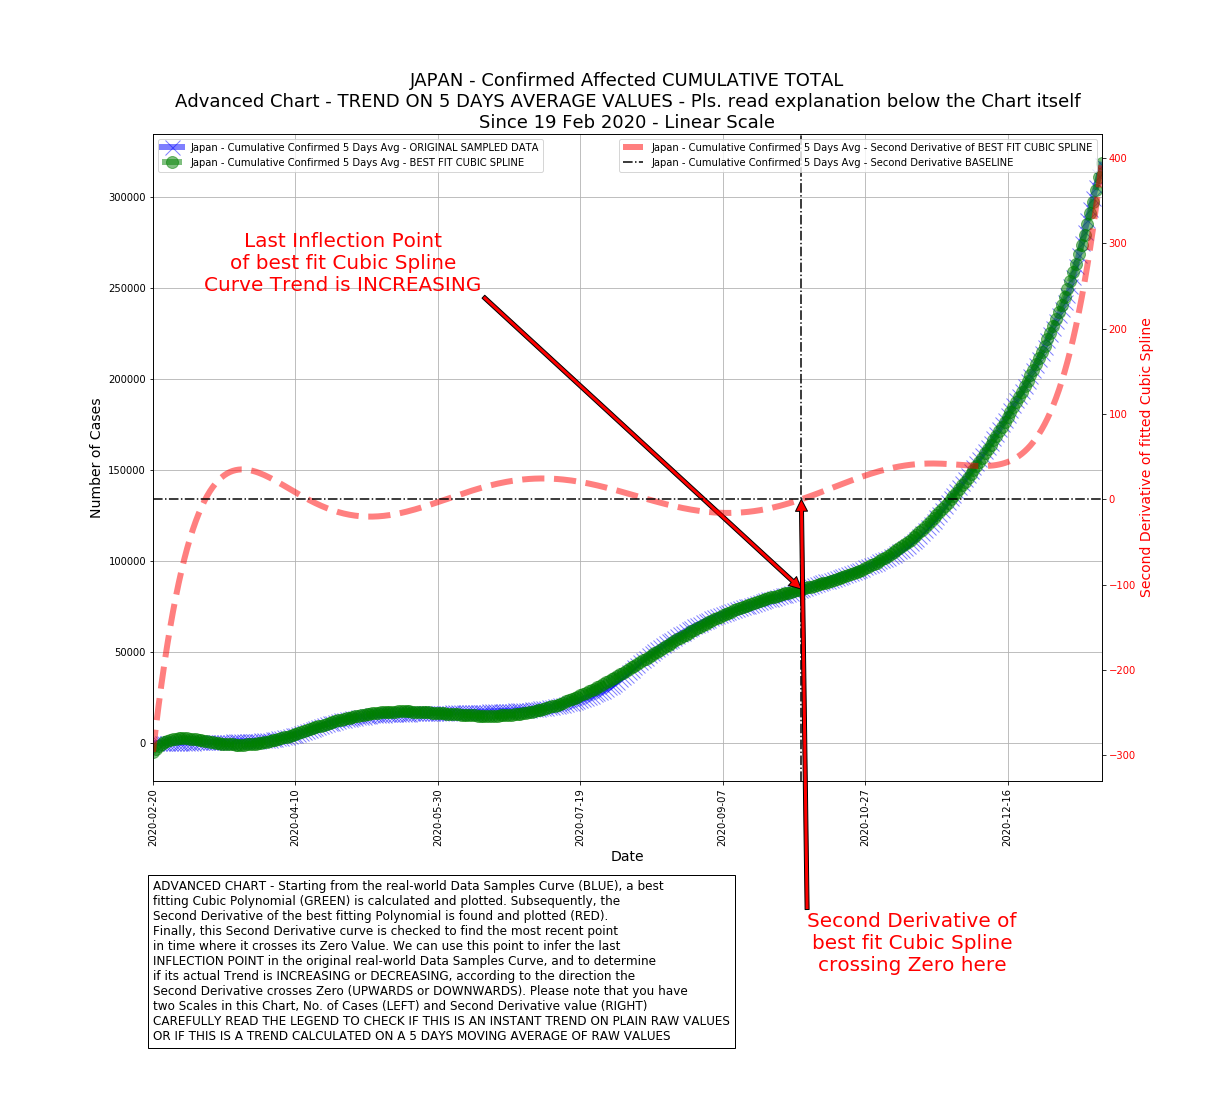 JAPAN - Confirmed Affected CUMULATIVE TOTAL
Advanced Chart - TREND ON 5 DAYS AVERAGE VALUES - Pls. read explanation below the Chart itself
Since 19 Feb 2020 - Linear Scale
Japan - Cumulative Confirmed 5 Days Avg - ORIGINAL SAMPLED DATA
Japan - Cumulative Confirmed 5 Days Avg - BEST FIT CUBIC SPLINE
Japan - Cumulative Confirmed 5 Days Avg - Second Derivative of BEST FIT CUBIC SPLINE
Japan - Cumulative Confirmed 5 Days Avg - Second Derivative BASELINE
Last Inflection Point
of best fit Cubic Spline
Curve Trend is INCREASING
Number of Cases
300000
250000
200000
150000
100000
50000
0
400
300
200
100
0
−100
−200
−300
Second Derivative of fitted Cubic Spline
2020-02-20
2020-04-10
2020-05-30
2020-07-19
2020-09-07
2020-10-27
2020-12-16
Date
ADVANCED CHART - Starting from the real-world Data Samples Curve (BLUE), a best
fitting Cubic Polynomial (GREEN) is calculated and plotted. Subsequently, the
Second Derivative of the best fitting Polynomial is found and plotted (RED).
Finally, this Second Derivative curve is checked to find the most recent point
in time where it crosses its Zero Value. We can use this point to infer the last
INFLECTION POINT in the original real-world Data Samples Curve, and to determine
if its actual Trend is INCREASING or DECREASING, according to the direction the
Second Derivative crosses Zero (UPWARDS or DOWNWARDS). Please note that you have
two Scales in this Chart, No. of Cases (LEFT) and Second Derivative value (RIGHT)
CAREFULLY READ THE LEGEND TO CHECK IF THIS IS AN INSTANT TREND ON PLAIN RAW VALUES
OR IF THIS IS A TREND CALCULATED ON A 5 DAYS MOVING AVERAGE OF RAW VALUES
Second Derivative of
best fit Cubic Spline
crossing Zero here